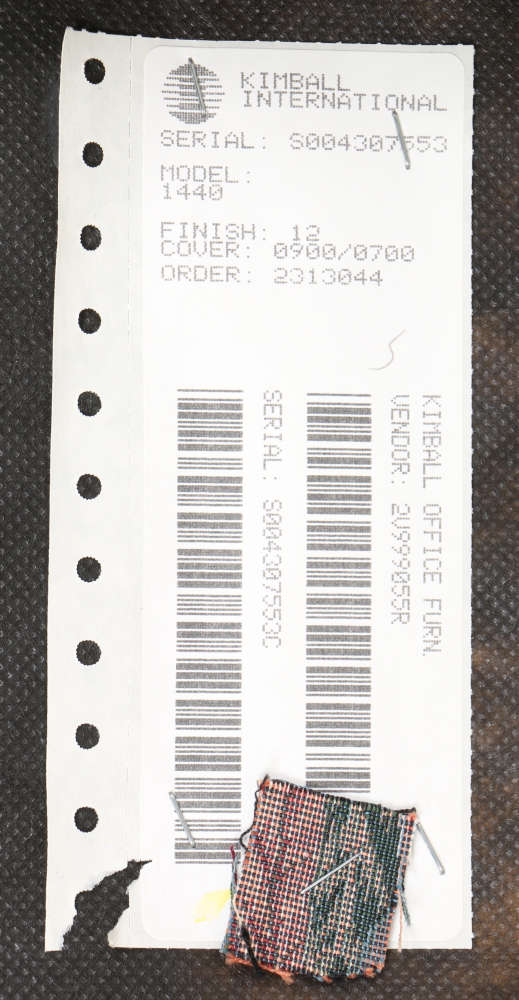 KIMBALL
INTERNATIONAL
SERIAL: S004307553
MODEL:
1440
FINISH: 12
COVER: 0900/0700
ORDER: 2313044
KIMBALL OFFICE FURN.
VENDOR: 2V999055R
SERIAL: S004307553C